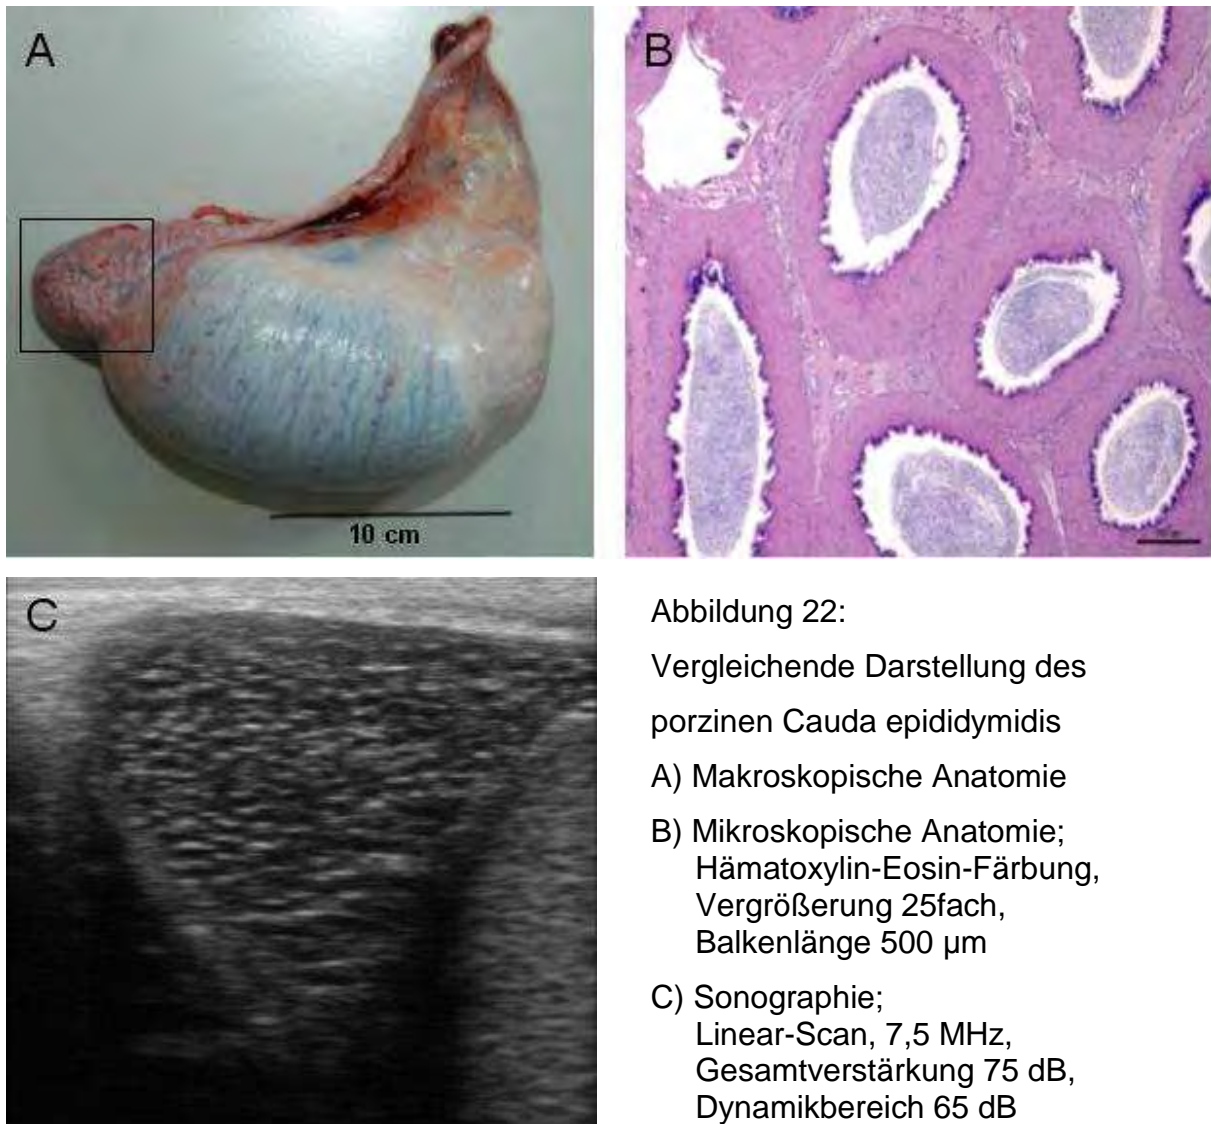 A
10 cm
B
C
Abbildung 22:
Vergleichende Darstellung des
porzinen Cauda epididymidis
A) Makroskopische Anatomie
B) Mikroskopische Anatomie;
Hämatoxylin-Eosin-Färbung,
Vergrößerung 25fach,
Balkenlänge 500 µm
C) Sonographie;
Linear-Scan, 7,5 MHz,
Gesamtverstärkung 75 dB,
Dynamikbereich 65 dB